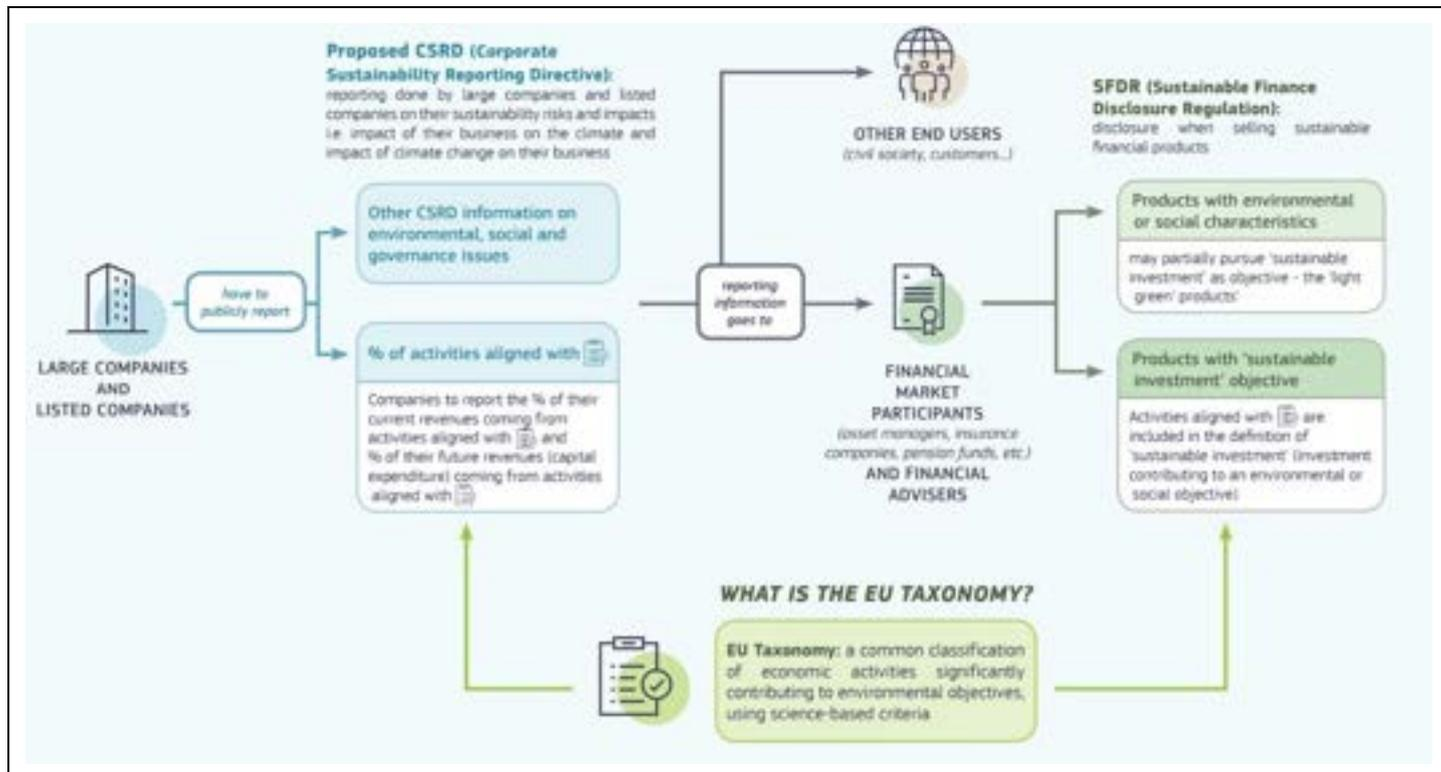 Proposed CSRD (Corporate
Sustainability Reporting Directive):
reporting done by large companies and listed
companies on their sustainability risks and impacts
i.e. impact of their business on the climate and
impact of climate change on their business
Other CSRD information on
environmental, social and
governance issues
LARGE COMPANIES
AND
LISTED COMPANIES
have to
publicly report
% of activities aligned with
Companies to report the % of their
current revenues coming from
activities aligned with and
% of their future revenues (capital
expenditure) coming from activities
aligned with
reporting
information
goes to
OTHER END USERS
(civil society, customers...)
FINANCIAL
MARKET
PARTICIPANTS
(asset managers, insurance
companies, pension funds, etc.)
AND FINANCIAL
ADVISERS
SFDR (Sustainable Finance
Disclosure Regulation):
disclosure when selling sustainable
financial products
Products with environmental
or social characteristics
may partially pursue 'sustainable
investment' as objective - the 'light
green' products'
Products with 'sustainable
investment' objective
Activities aligned with are
included in the definition of
'sustainable investment' (investment
contributing to an environmental or
social objective)
WHAT IS THE EU TAXONOMY?
EU Taxonomy: a common classification
of economic activities significantly
contributing to environmental objectives,
using science-based criteria